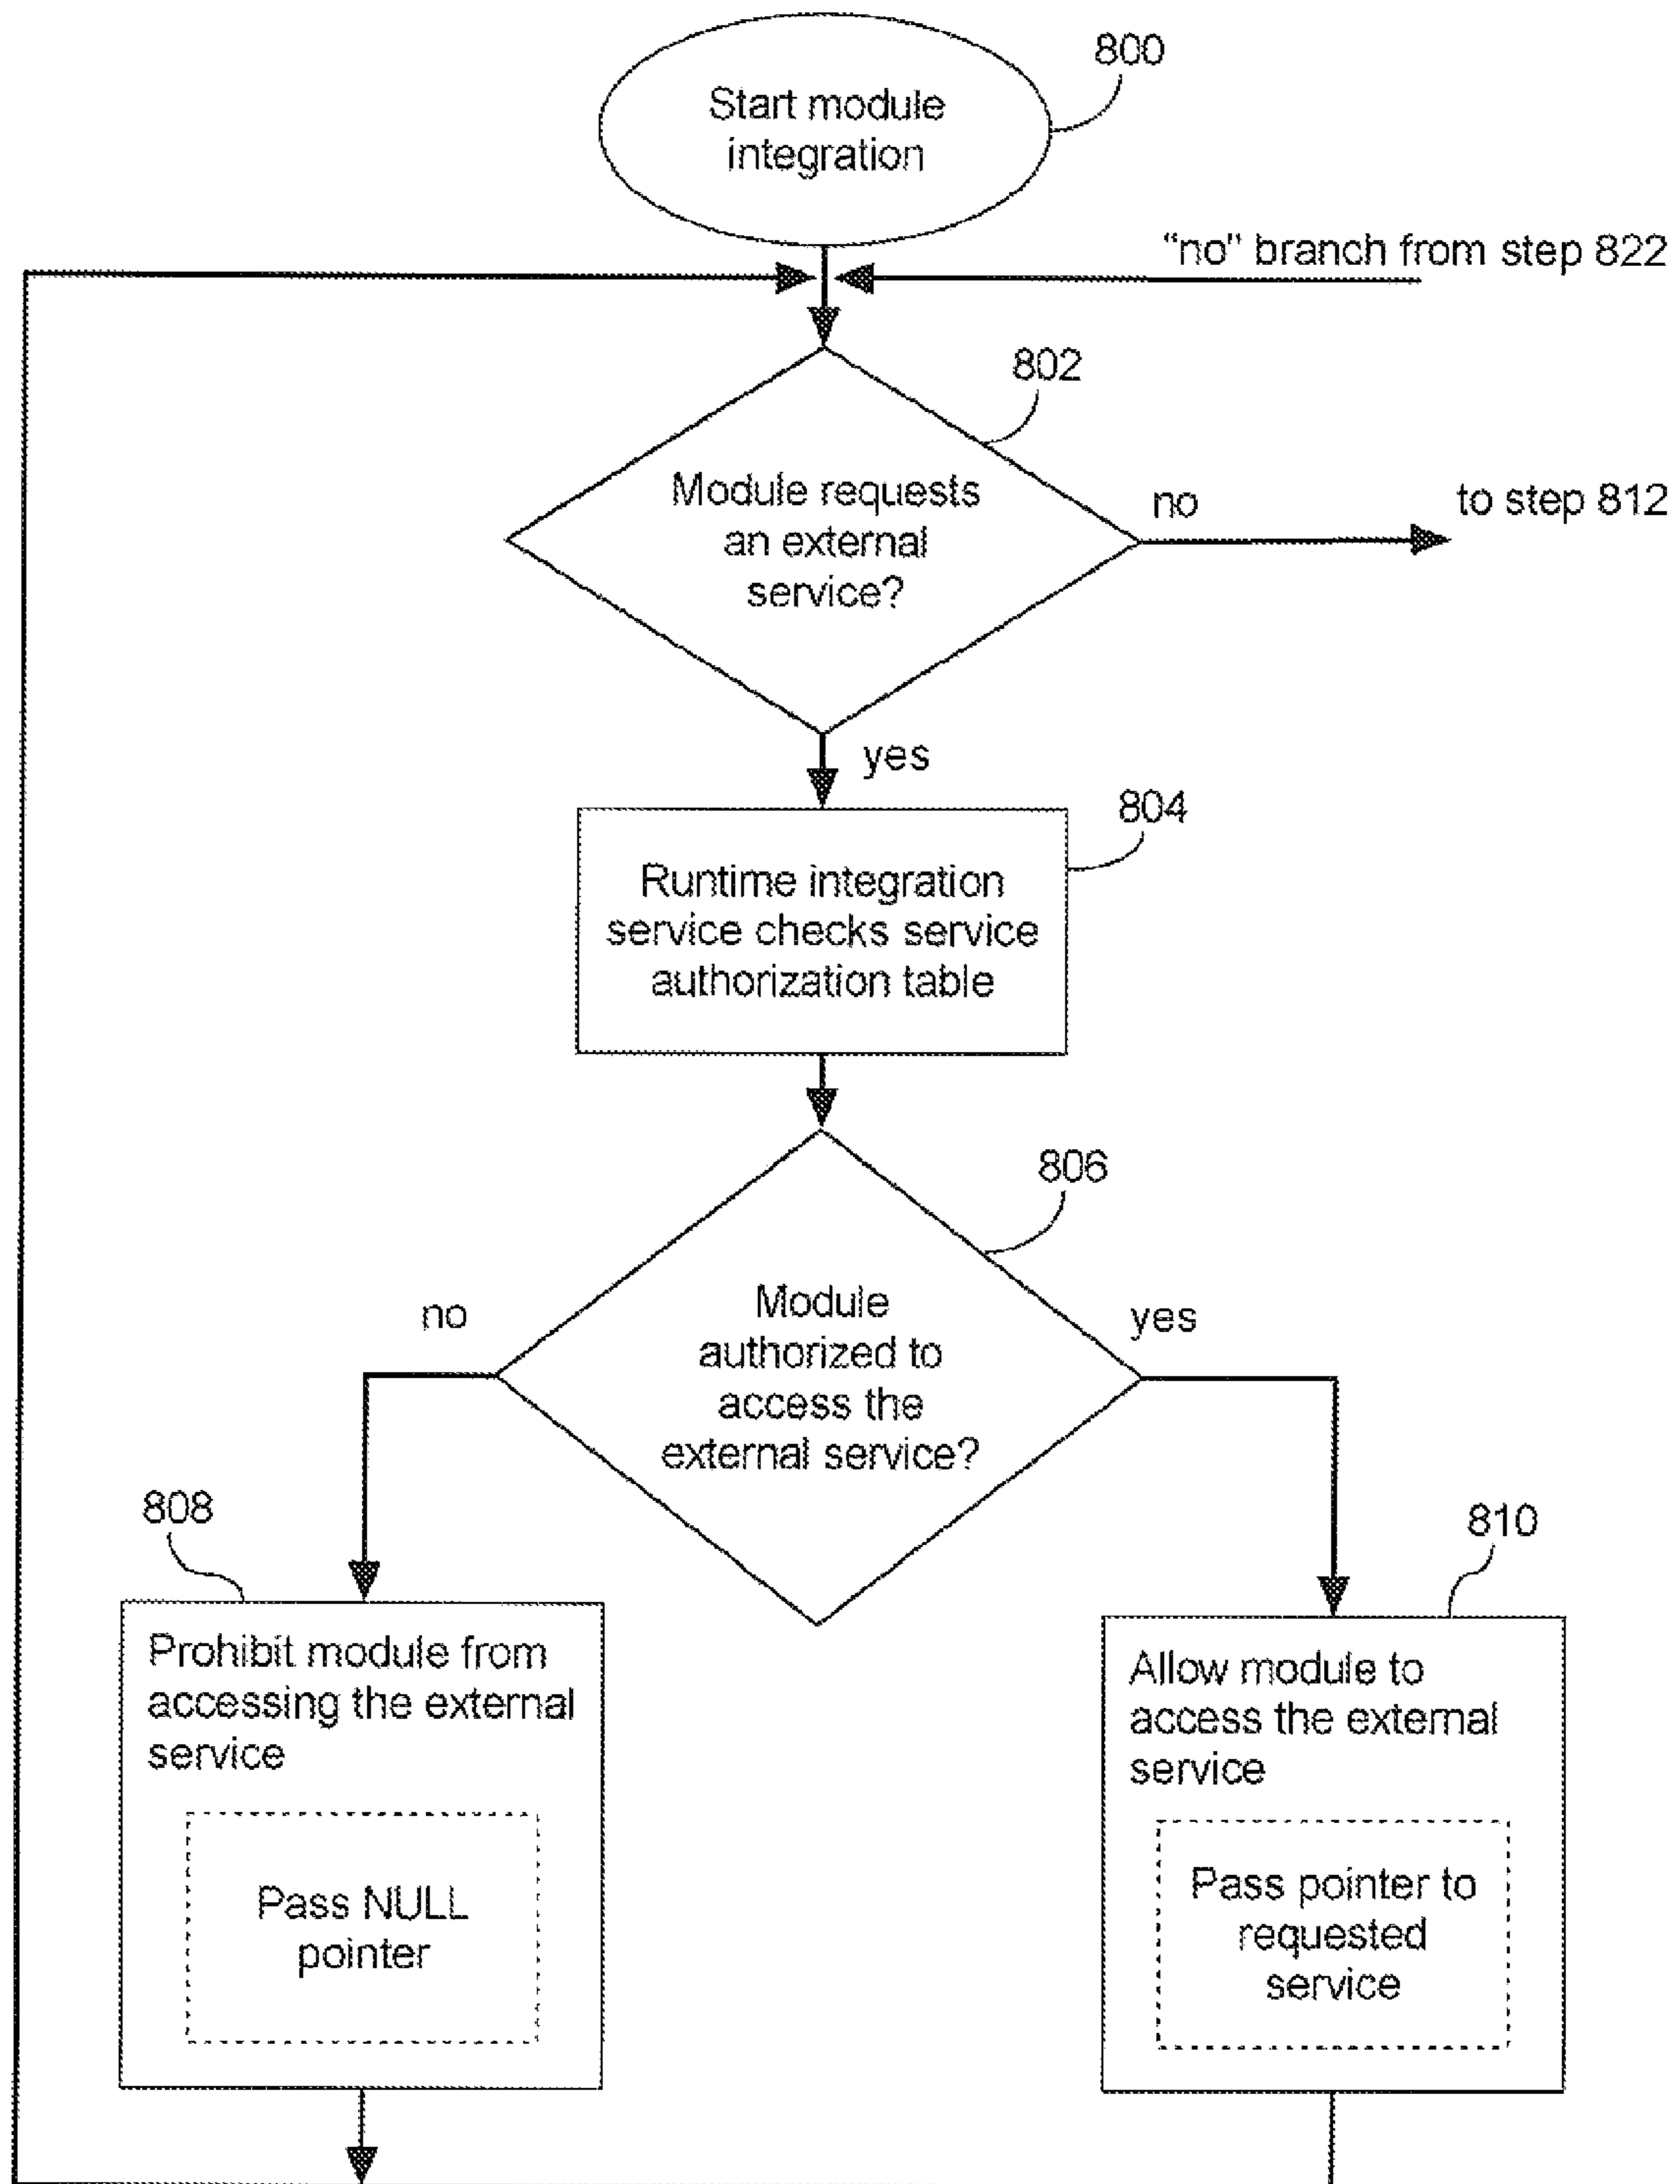 800
Start module
integration
"no" branch from step 822
802
Module requests
an external
service?
no
to step 812
yes
804
Runtime integration
service checks service
authorization table
806
Module
authorized to
access the
external service?
no
yes
808
810
Prohibit module from
accessing the external
service
Pass NULL
pointer
Allow module to
access the external
service
Pass pointer to
requested
service